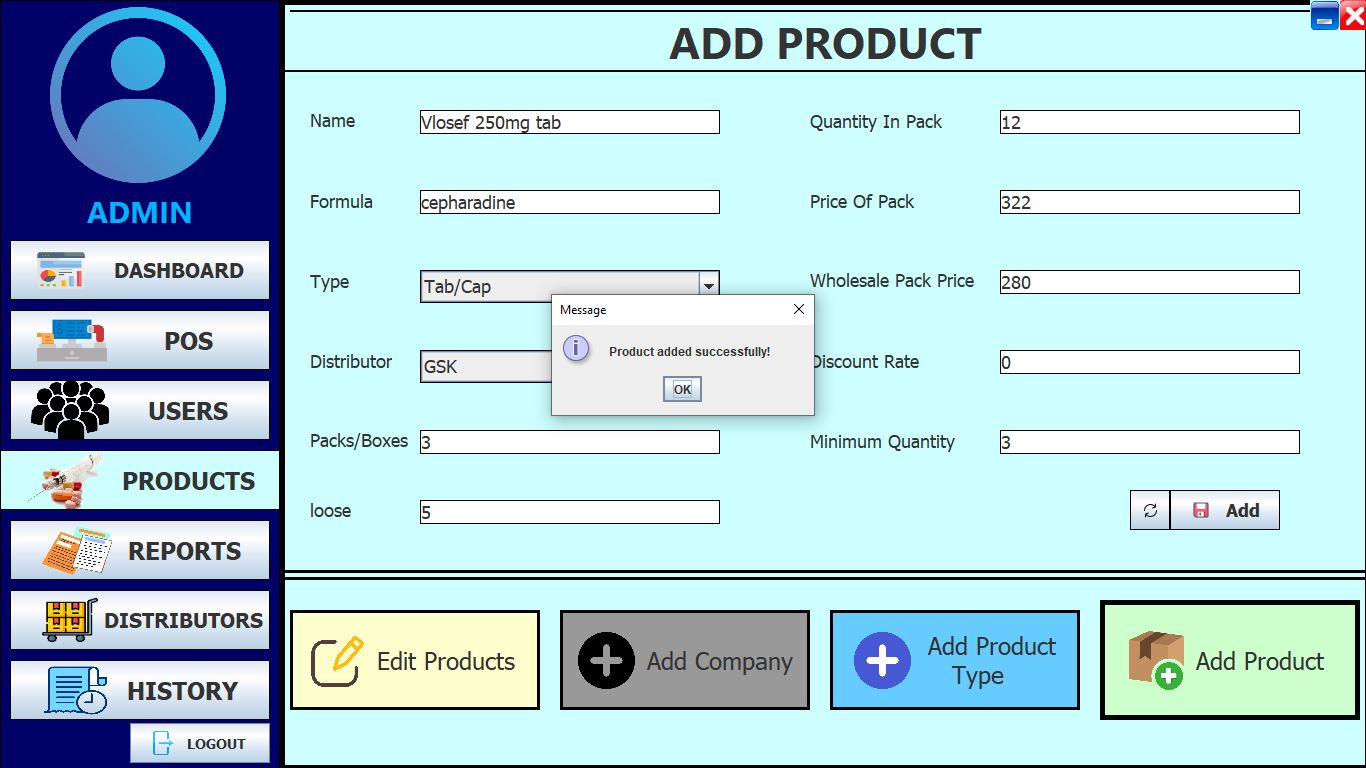 ADMIN
DASHBOARD
POS
USERS
PRODUCTS
REPORTS
DISTRIBUTORS
HISTORY
LOGOUT
ADD PRODUCT
Name
Vlosef 250mg tab
Quantity In Pack
12
Formula
cepharadine
Price Of Pack
322
Type
Tab/Cap
Wholesale Pack Price
280
Distributor
GSK
Discount Rate
0
Packs/Boxes
3
Minimum Quantity
3
loose
5
Add
Message
Product added successfully!
OK
Edit Products
Add Company
Add Product
Type
Add Product